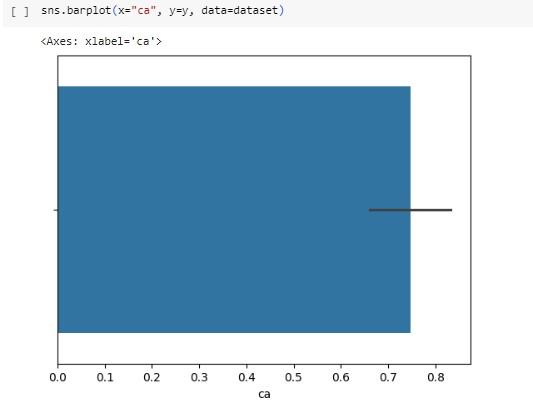 [ ] sns.barplot(x="ca", y=y, data=dataset)
<Axes: xlabel='ca'>
0.0 0.1 0.2 0.3 0.4 0.5 0.6 0.7 0.8
ca